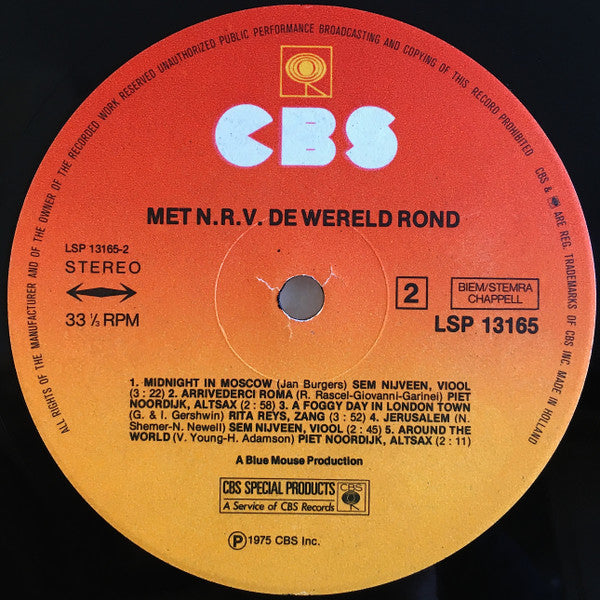 ALL RIGHTS OF THE MANUFACTURER AND OF THE OWNER OF THE RECORDED WORK RESERVED UNAUTHORIZED PUBLIC PERFORMANCE BROADCASTING AND COPYING OF THIS RECORD PROHIBITED CBS & ARE REG. TRADEMARKS OF CBS INC. MADE IN HOLLAND
CBS
MET N.R.V. DE WERELD ROND
LSP 13165-2
STEREO
33 ⅓ RPM
2
BIEM/STEMRA
CHAPPELL
LSP 13165
1. MIDNIGHT IN MOSCOW (Jan Burgers) SEM NIJVEEN, VIOOL
(3 : 22) 2. ARRIVEDERCI ROMA (R. Rascel-Giovanni-Garinei) PIET
NOORDIJK, ALTSAX (2 : 58) 3. A FOGGY DAY IN LONDON TOWN
(G. & I. Gershwin) RITA REYS, ZANG (3 : 52) 4. JERUSALEM (N.
Shemer-N. Newell) SEM NIJVEEN, VIOOL (2 : 45) 5. AROUND THE
WORLD (V. Young-H. Adamson) PIET NOORDIJK, ALTSAX (2 : 11)
A Blue Mouse Production
CBS SPECIAL PRODUCTS
A Service of CBS Records
CBS
Ⓟ 1975 CBS Inc.